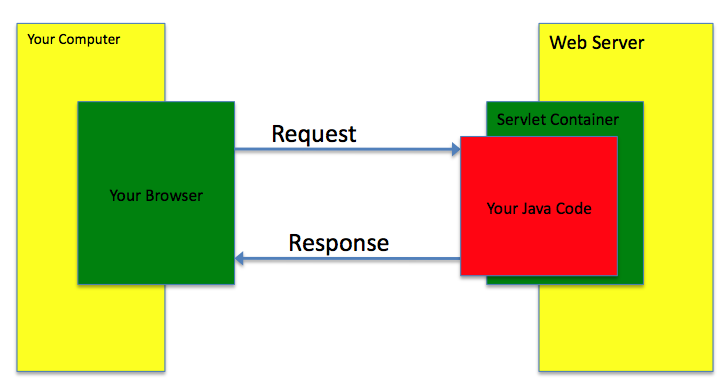 Your Computer
Web Server
Servlet Container
Request
Your Browser
Your Java Code
Response